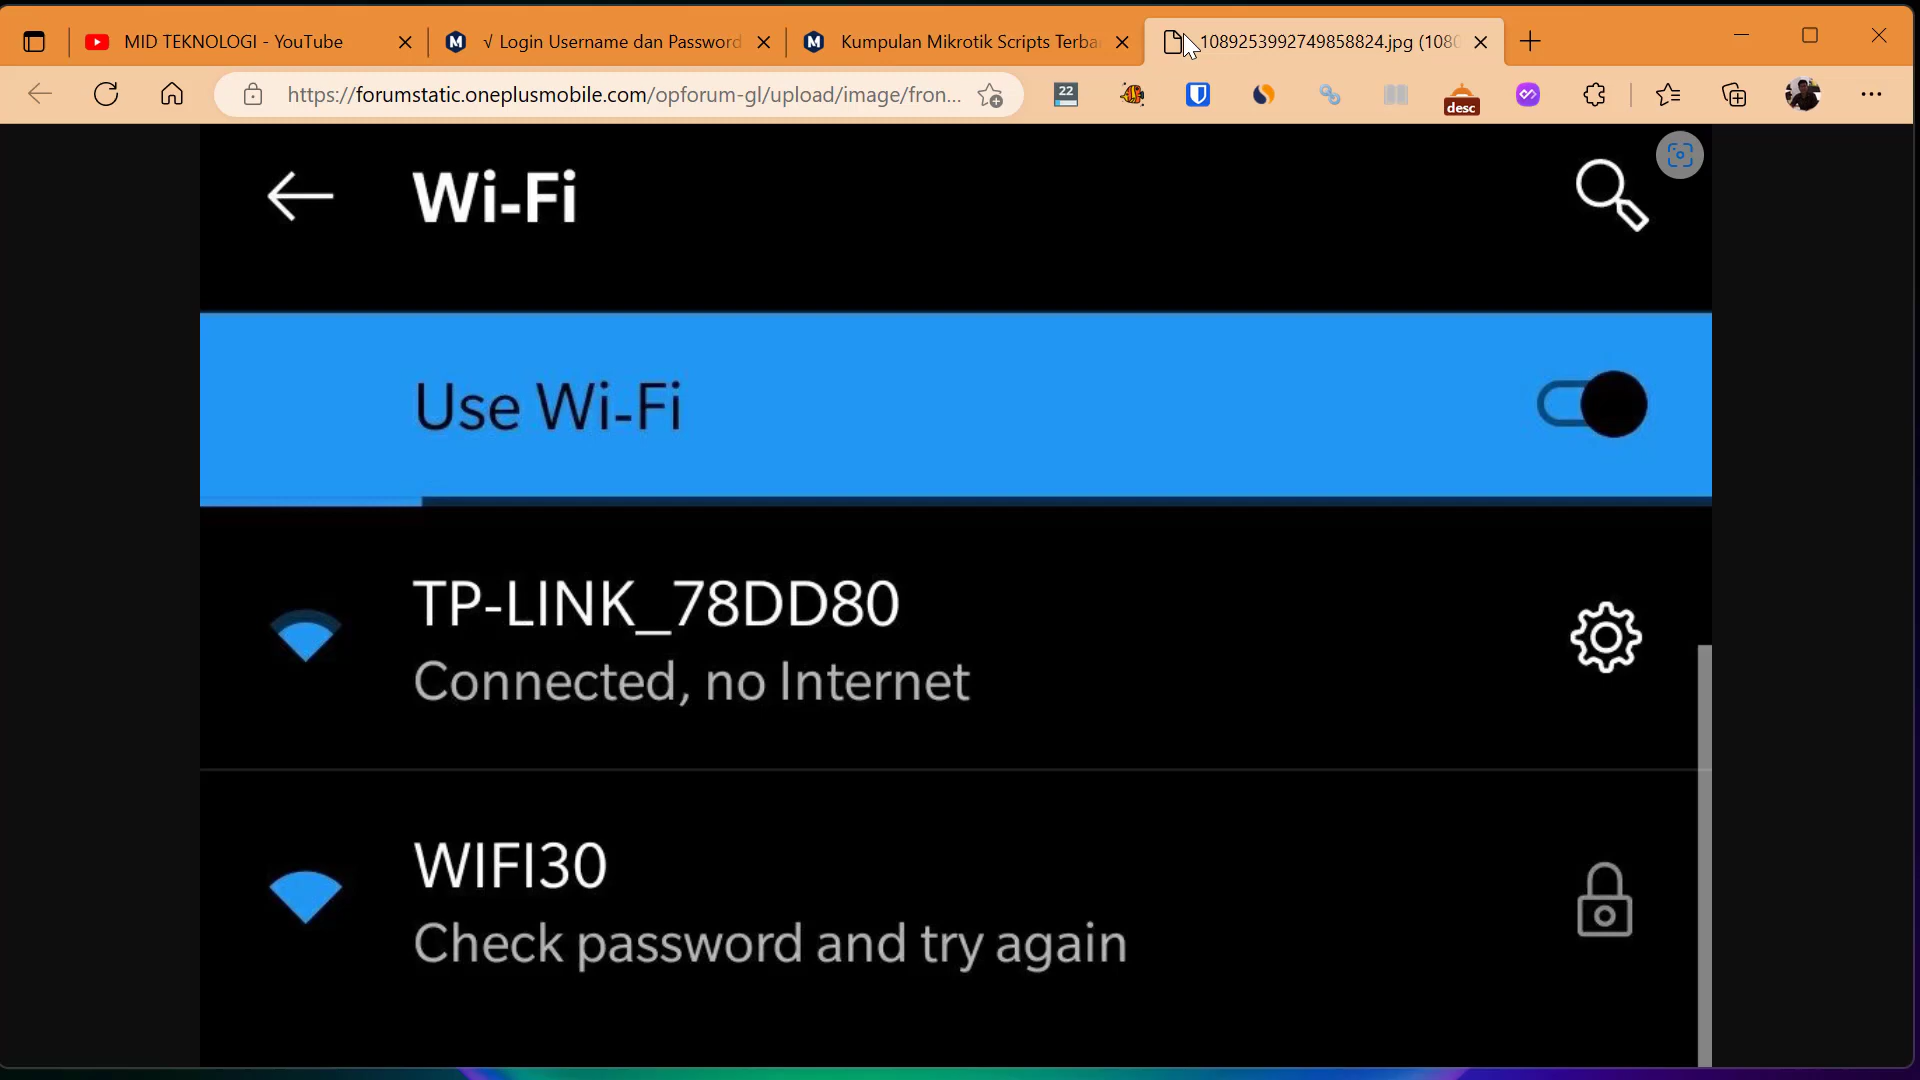 MID TEKNOLOGI - YouTube
√ Login Username dan Password
Kumpulan Mikrotik Scripts Terba
1089253992749858824.jpg (1080
https://forumstatic.oneplusmobile.com/opforum-gl/upload/image/fron...
22
desc
Wi-Fi
Use Wi-Fi
TP-LINK_78DD80
Connected, no Internet
WIFI30
Check password and try again